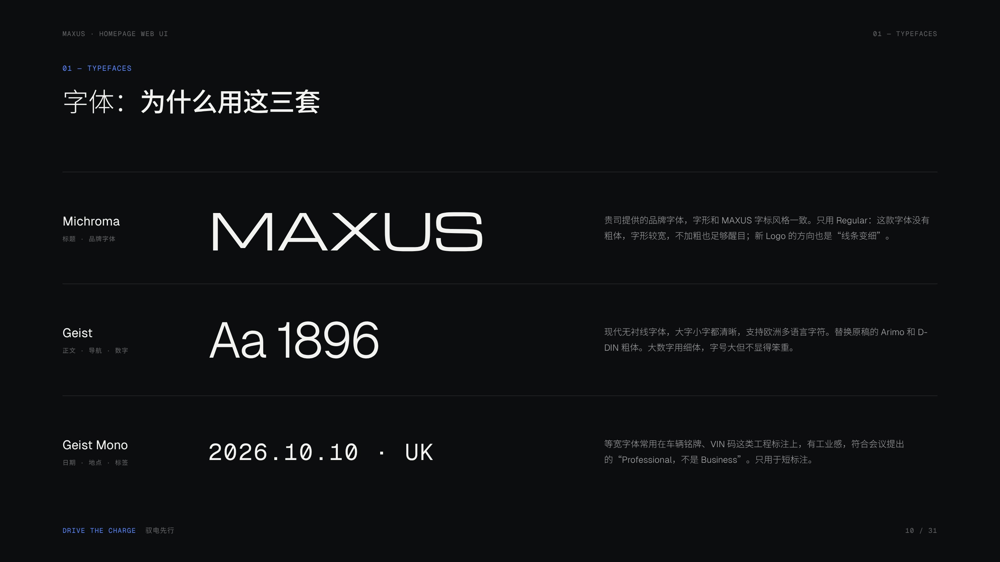 MAXUS · HOMEPAGE WEB UI
01 — TYPEFACES
01 — TYPEFACES
字体：为什么用这三套
Michroma
标题 · 品牌字体
MAXUS
贵司提供的品牌字体，字形和 MAXUS 字标风格一致。只用 Regular：这款字体没有
粗体，字形较宽，不加粗也足够醒目；新 Logo 的方向也是“线条变细”。
Geist
正文 · 导航 · 数字
Aa 1896
现代无衬线字体，大字小字都清晰，支持欧洲多语言字符。替换原稿的 Arimo 和 D-
DIN 粗体。大数字用细体，字号大但不显得笨重。
Geist Mono
日期 · 地点 · 标签
2026.10.10 · UK
等宽字体常用在车辆铭牌、VIN 码这类工程标注上，有工业感，符合会议提出
的“Professional，不是 Business”。只用于短标注。
DRIVE THE CHARGE 驭电先行
10 / 31